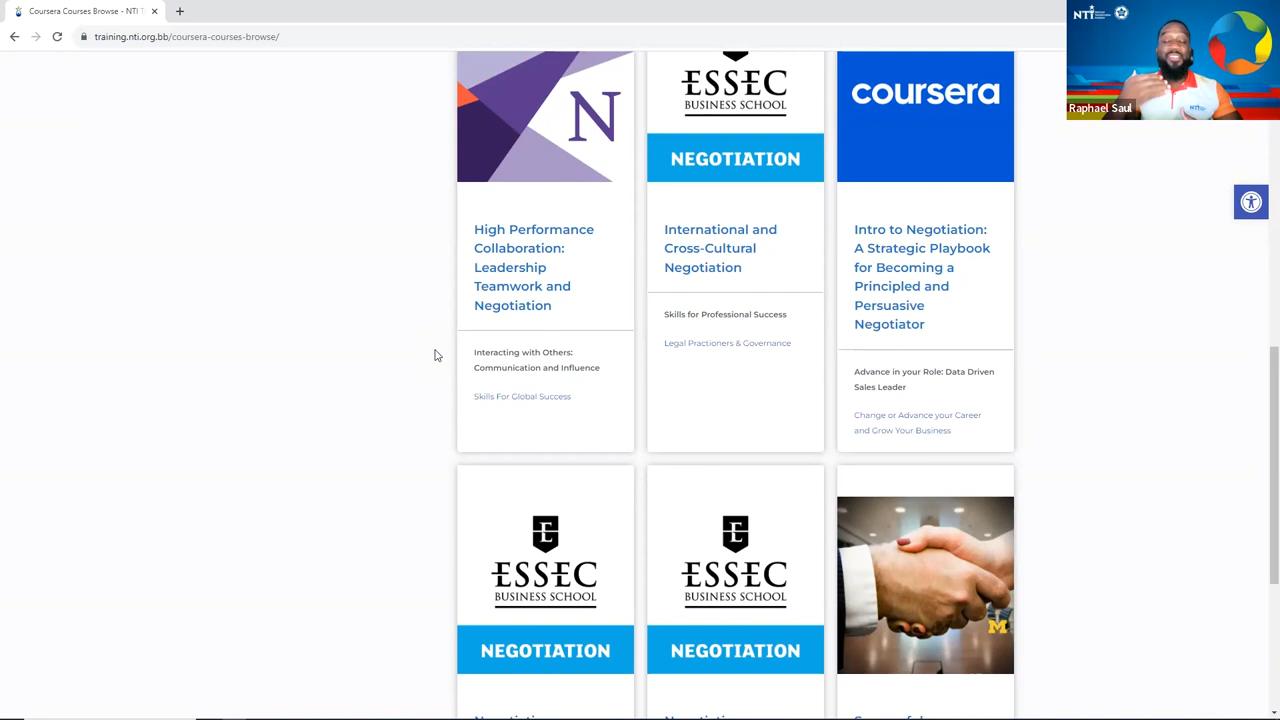 Coursera Courses Browse - NTI T
training.nti.org.bb/coursera-courses-browse/
NTI
Raphael Saul
N
ESSEC
BUSINESS SCHOOL
NEGOTIATION
coursera
High Performance
Collaboration:
Leadership
Teamwork and
Negotiation
Interacting with Others:
Communication and Influence
Skills For Global Success
International and
Cross-Cultural
Negotiation
Skills for Professional Success
Legal Practioners & Governance
Intro to Negotiation:
A Strategic Playbook
for Becoming a
Principled and
Persuasive
Negotiator
Advance in your Role: Data Driven
Sales Leader
Change or Advance your Career
and Grow Your Business
E
ESSEC
BUSINESS SCHOOL
NEGOTIATION
E
ESSEC
BUSINESS SCHOOL
NEGOTIATION
M